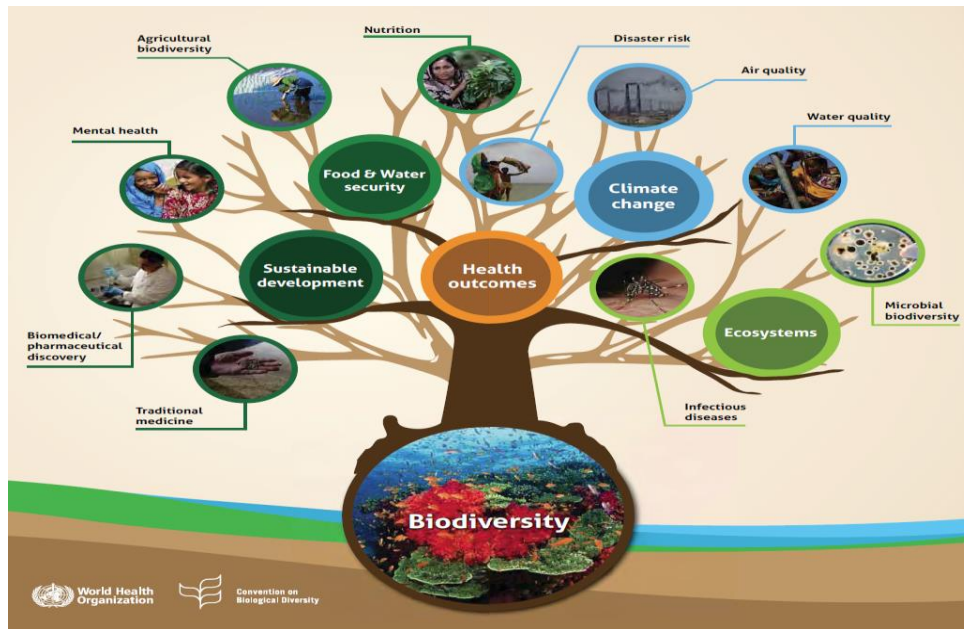 Nutrition
Agricultural
biodiversity
Disaster risk
Air quality
Water quality
Mental health
Food & Water
security
Climate
change
Sustainable
development
Health
outcomes
Microbial
biodiversity
Ecosystems
Biomedical/
pharmaceutical
discovery
Infectious
diseases
Traditional
medicine
Biodiversity
World Health
Organization
Convention on
Biological Diversity